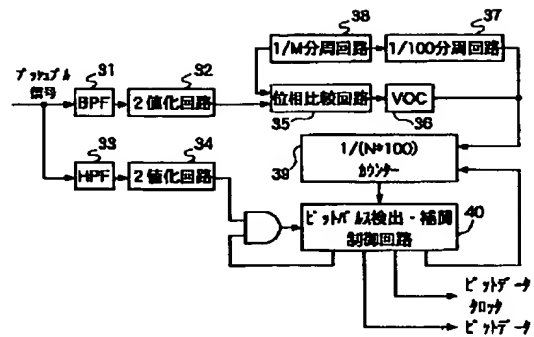 38
37
1/M分周回路
1/100分周回路
プッシュプル
信号
31
32
BPF
2値化回路
位相比較回路
VOC
35
36
33
34
HPF
2値化回路
39
1/(N*100)
カウンター
ピットパルス検出・補間
制御回路
40
ピットデータ
クロック
ピットデータ